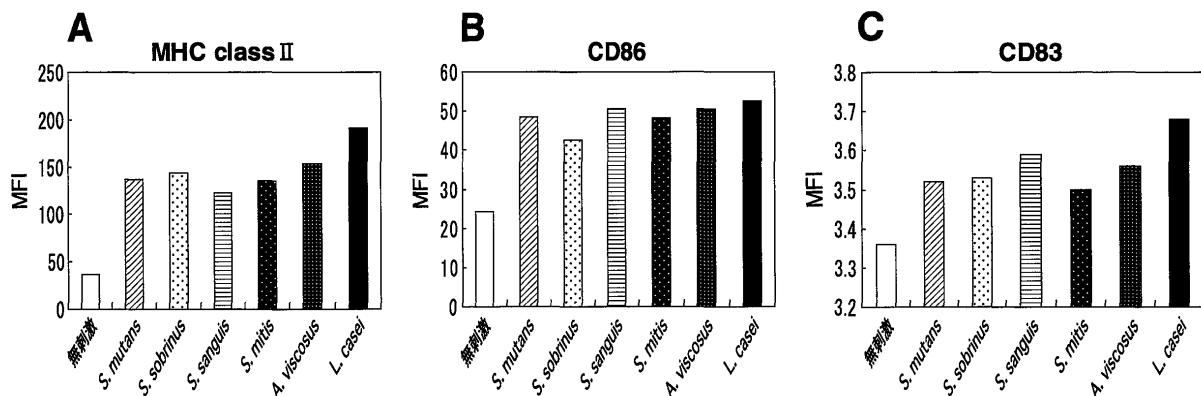 A
MHC class Ⅱ
MFI
250
200
150
100
50
0
無刺激
S. mutans
S. sobrinus
S. sanguis
S. mitis
A. viscosus
L. casei
B
CD86
MFI
60
50
40
30
20
10
0
無刺激
S. mutans
S. sobrinus
S. sanguis
S. mitis
A. viscosus
L. casei
C
CD83
MFI
3.8
3.7
3.6
3.5
3.4
3.3
3.2
無刺激
S. mutans
S. sobrinus
S. sanguis
S. mitis
A. viscosus
L. casei